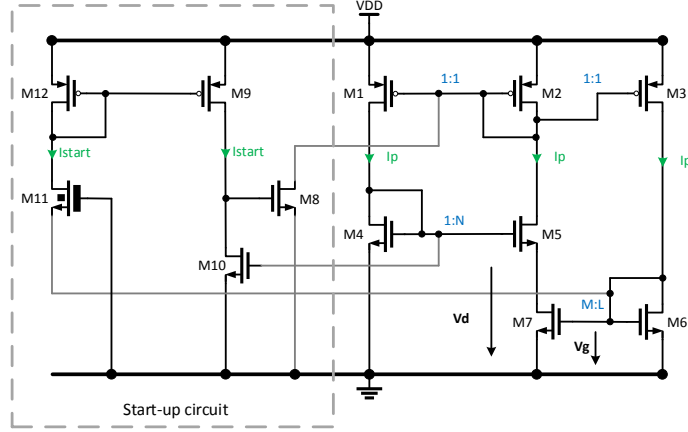 VDD
M12
M9
M1
1:1
M2
1:1
M3
Istart
Istart
Ip
Ip
Ip
M11
M8
M4
1:N
M5
M10
Vd
M:L
M7
Vg
M6
Start-up circuit